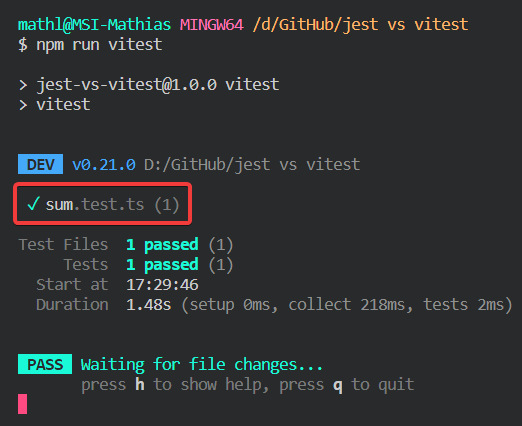 mathl@MSI-Mathias MINGW64 /d/GitHub/jest vs vitest
$ npm run vitest
> jest-vs-vitest@1.0.0 vitest
> vitest
DEV v0.21.0 D:/GitHub/jest vs vitest
✓ sum.test.ts (1)
Test Files 1 passed (1)
Tests 1 passed (1)
Start at 17:29:46
Duration 1.48s (setup 0ms, collect 218ms, tests 2ms)
PASS Waiting for file changes...
press h to show help, press q to quit